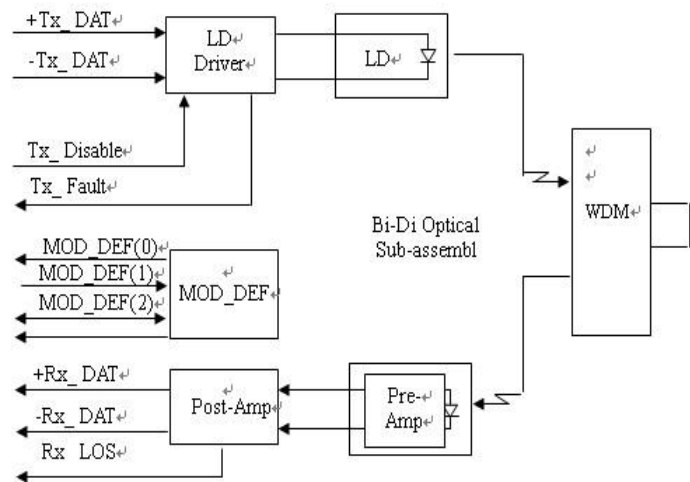 +Tx_DAT
-Tx_DAT
LD
Driver
LD
Tx_Disable
Tx_Fault
WDM
Bi-Di Optical
Sub-assembl
MOD_DEF(0)
MOD_DEF(1)
MOD_DEF(2)
MOD_DEF
+Rx_DAT
-Rx_DAT
Rx LOS
Post-Amp
Pre-
Amp